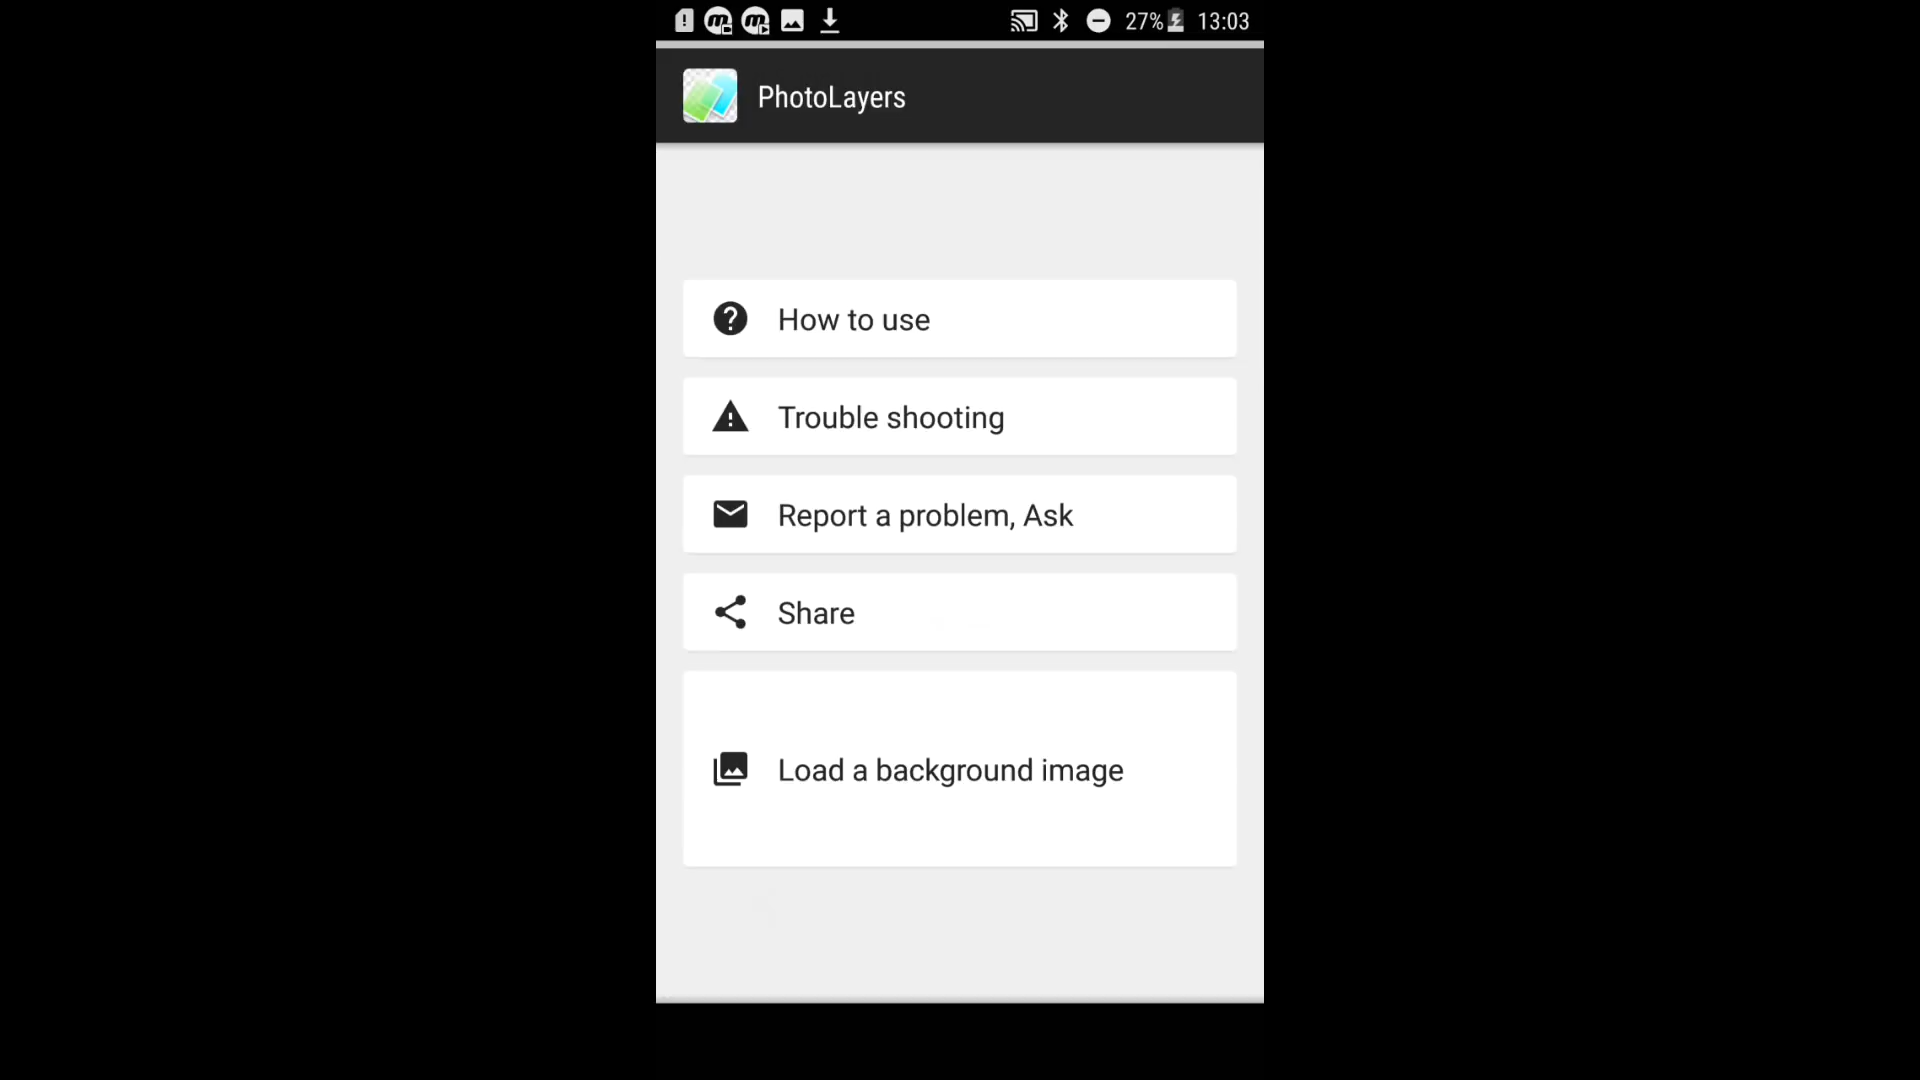 27% 13:03
PhotoLayers
How to use
Trouble shooting
Report a problem, Ask
Share
Load a background image